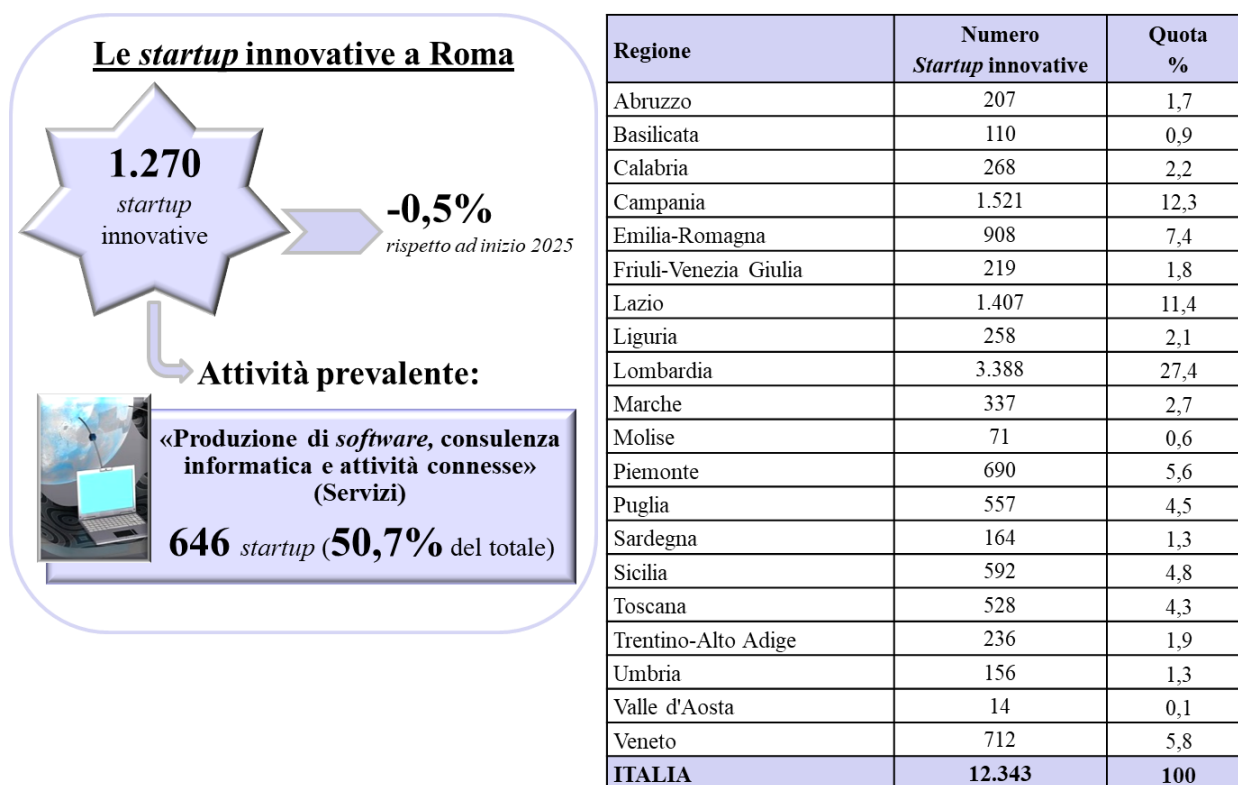 Le startup innovative a Roma
1.270
startup
innovative
-0,5%
rispetto ad inizio 2025
Attività prevalente:
«Produzione di software, consulenza
informatica e attività connesse»
(Servizi)
646 startup (50,7% del totale)
Regione Numero Startup innovative Quota %
Abruzzo 207 1,7
Basilicata 110 0,9
Calabria 268 2,2
Campania 1.521 12,3
Emilia-Romagna 908 7,4
Friuli-Venezia Giulia 219 1,8
Lazio 1.407 11,4
Liguria 258 2,1
Lombardia 3.388 27,4
Marche 337 2,7
Molise 71 0,6
Piemonte 690 5,6
Puglia 557 4,5
Sardegna 164 1,3
Sicilia 592 4,8
Toscana 528 4,3
Trentino-Alto Adige 236 1,9
Umbria 156 1,3
Valle d'Aosta 14 0,1
Veneto 712 5,8
ITALIA 12.343 100